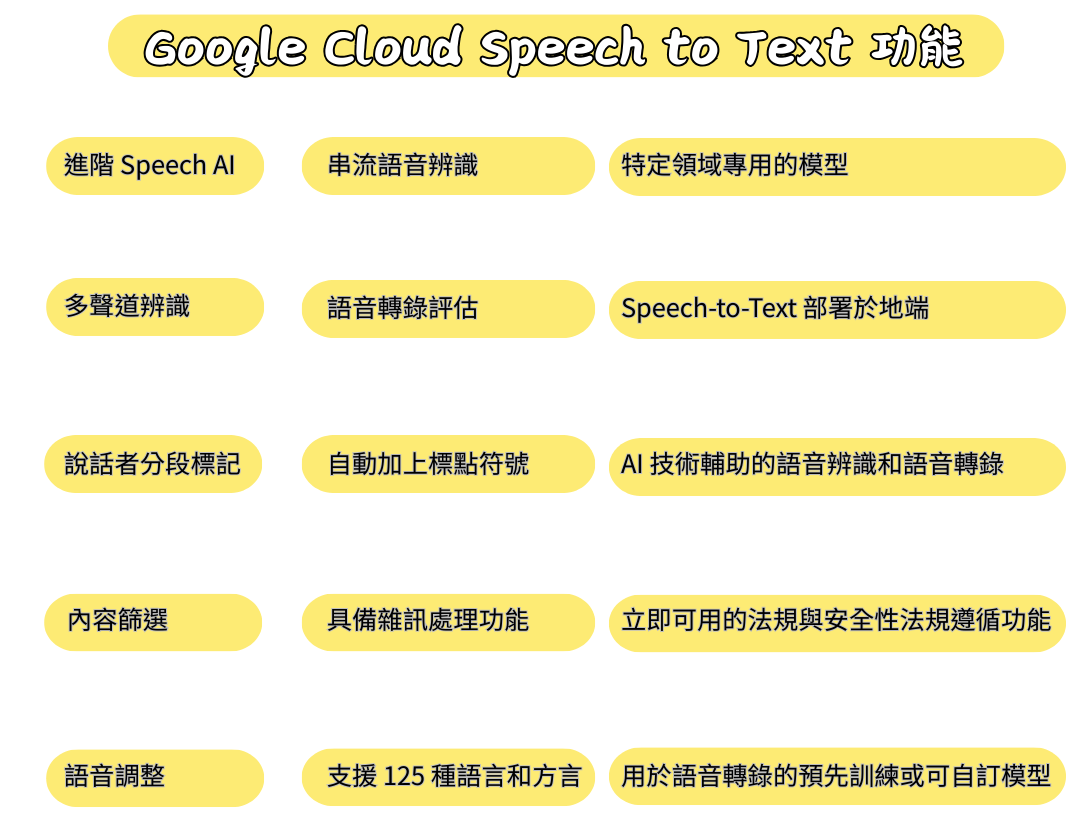 Google Cloud Speech to Text 功能
進階 Speech AI
串流語音辨識
特定領域專用的模型
多聲道辨識
語音轉錄評估
Speech-to-Text 部署於地端
說話者分段標記
自動加上標點符號
AI 技術輔助的語音辨識和語音轉錄
內容篩選
具備雜訊處理功能
立即可用的法規與安全性法規遵循功能
語音調整
支援 125 種語言和方言
用於語音轉錄的預先訓練或可自訂模型